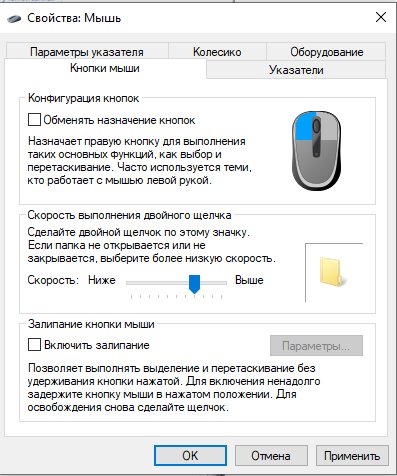 Свойства: Мышь
Параметры указателя
Колесико
Оборудование
Кнопки мыши
Указатели
Конфигурация кнопок
Обменять назначение кнопок
Назначает правую кнопку для выполнения
таких основных функций, как выбор и
перетаскивание. Часто используется теми,
кто работает с мышью левой рукой.
Скорость выполнения двойного щелчка
Сделайте двойной щелчок по этому значку.
Если папка не открывается или не
закрывается, выберите более низкую скорость.
Скорость: Ниже Выше
Залипание кнопки мыши
Включить залипание
Параметры...
Позволяет выполнять выделение и перетаскивание без
удерживания кнопки нажатой. Для включения ненадолго
задержите кнопку мыши в нажатом положении. Для
освобождения снова сделайте щелчок.
OK Отмена Применить